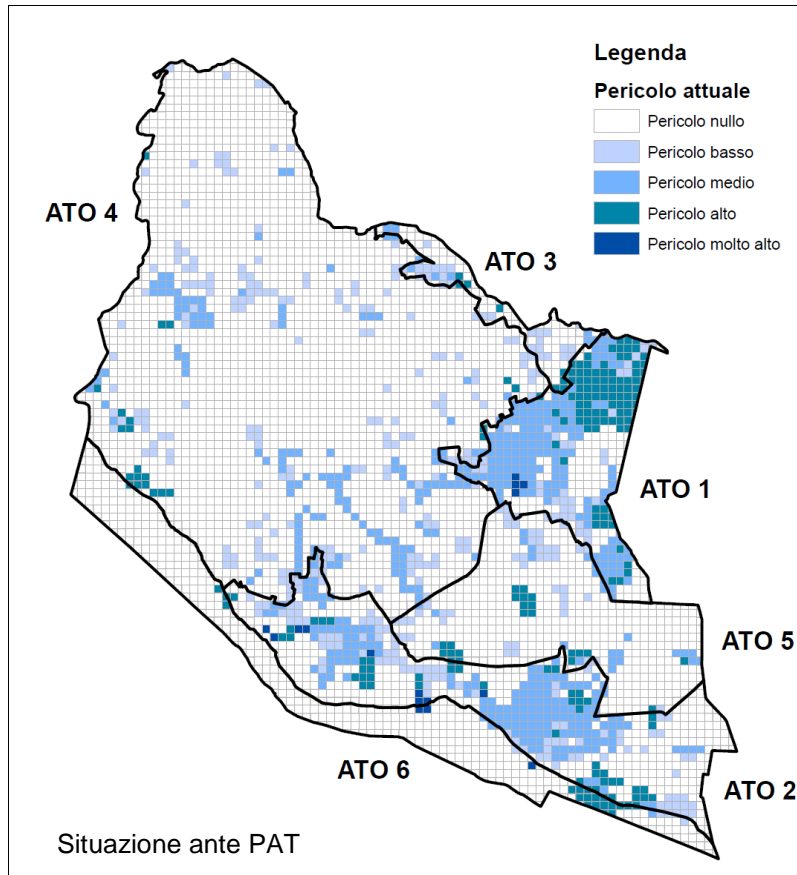 Legenda
Pericolo attuale
Pericolo nullo
Pericolo basso
Pericolo medio
Pericolo alto
Pericolo molto alto
ATO 4
ATO 3
ATO 1
ATO 5
ATO 6
ATO 2
Situazione ante PAT